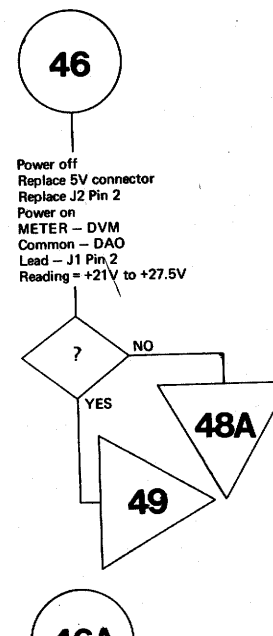 46
Power off
Replace 5V connector
Replace J2 Pin 2
Power on
METER — DVM
Common — DAO
Lead — J1 Pin 2
Reading = +21V to +27.5V
?
NO
YES
48A
49
46A